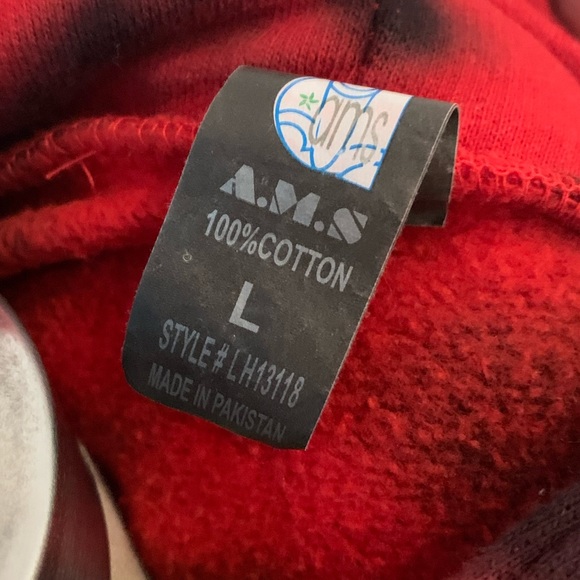 ams
A.M.S
100%COTTON
L
STYLE# LH13118
MADE IN PAKISTAN